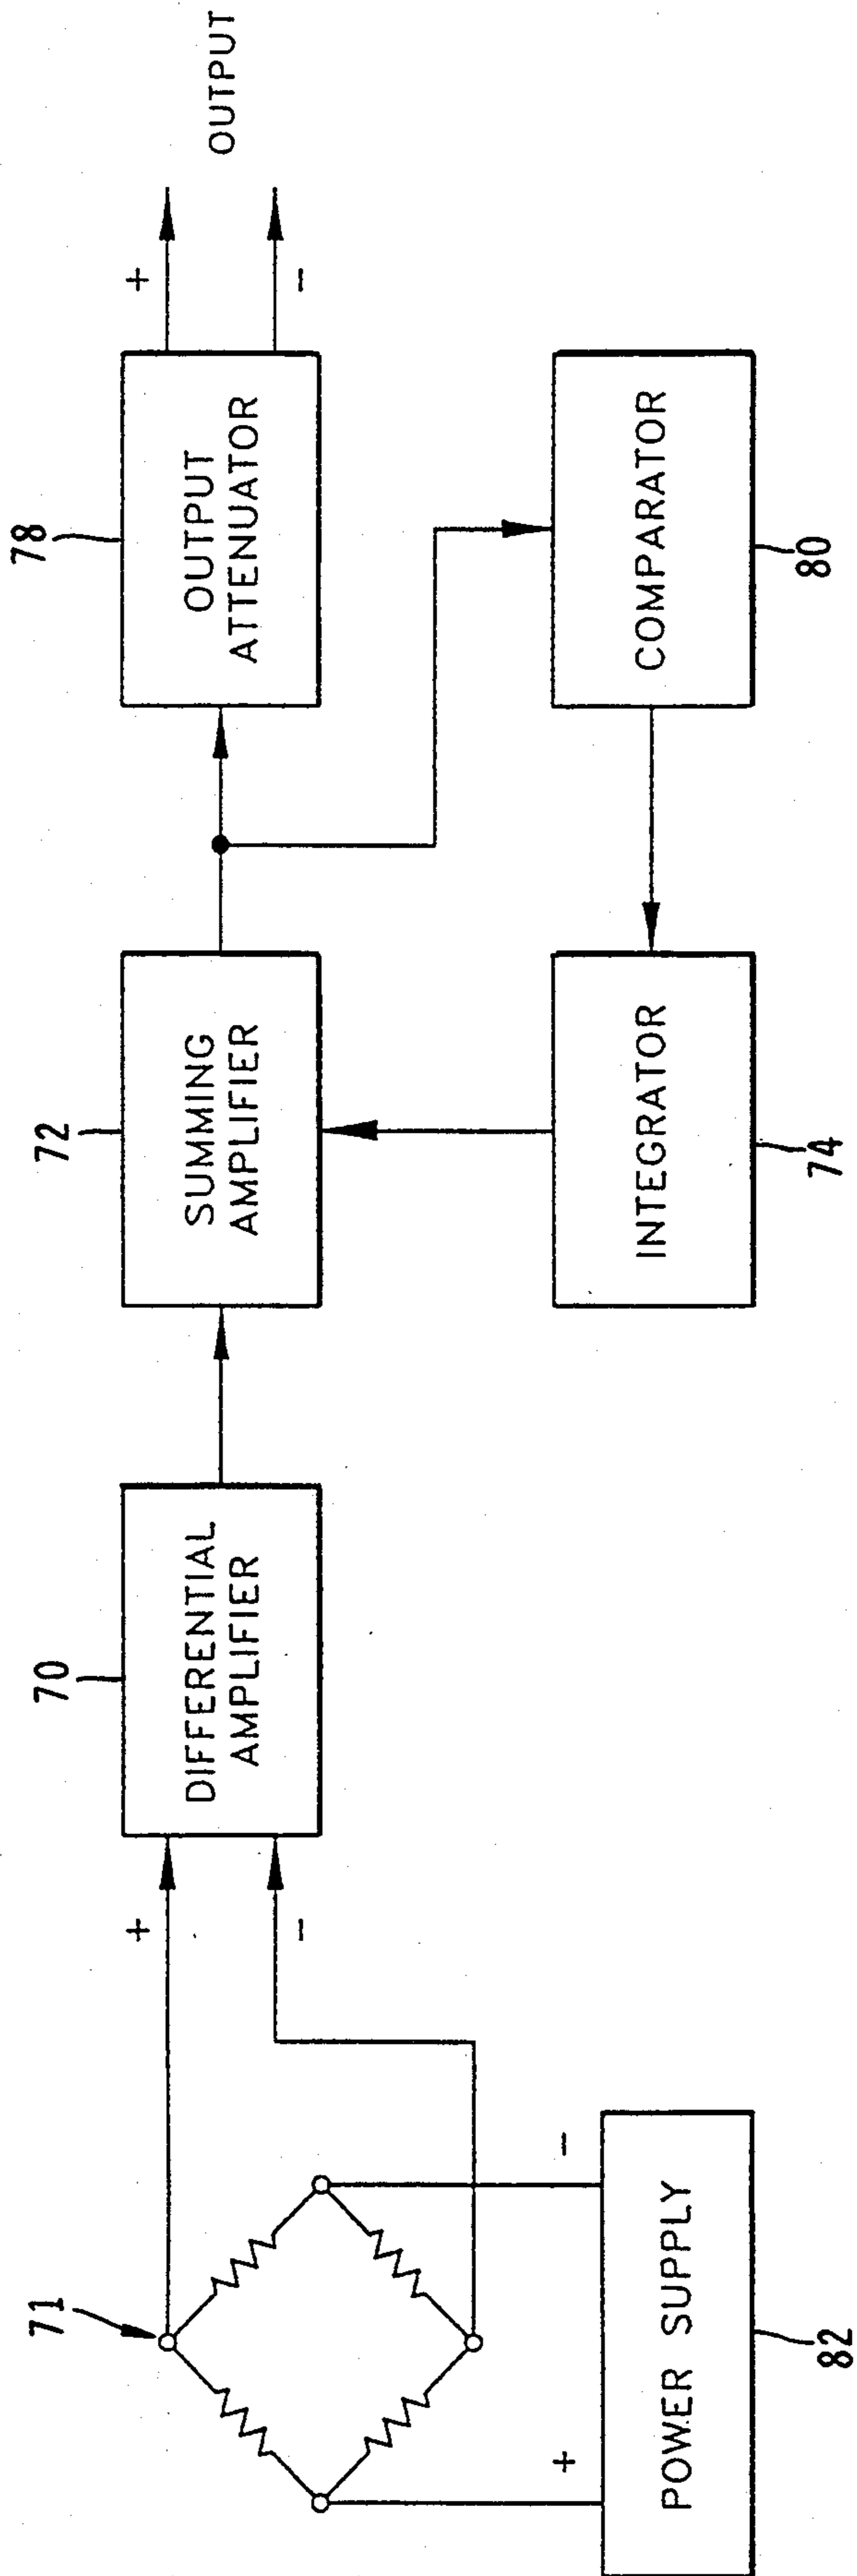 71
+
-
70
DIFFERENTIAL
AMPLIFIER
72
SUMMING
AMPLIFIER
78
OUTPUT
ATTENUATOR
+
-
OUTPUT
+
-
POWER SUPPLY
82
INTEGRATOR
74
COMPARATOR
80